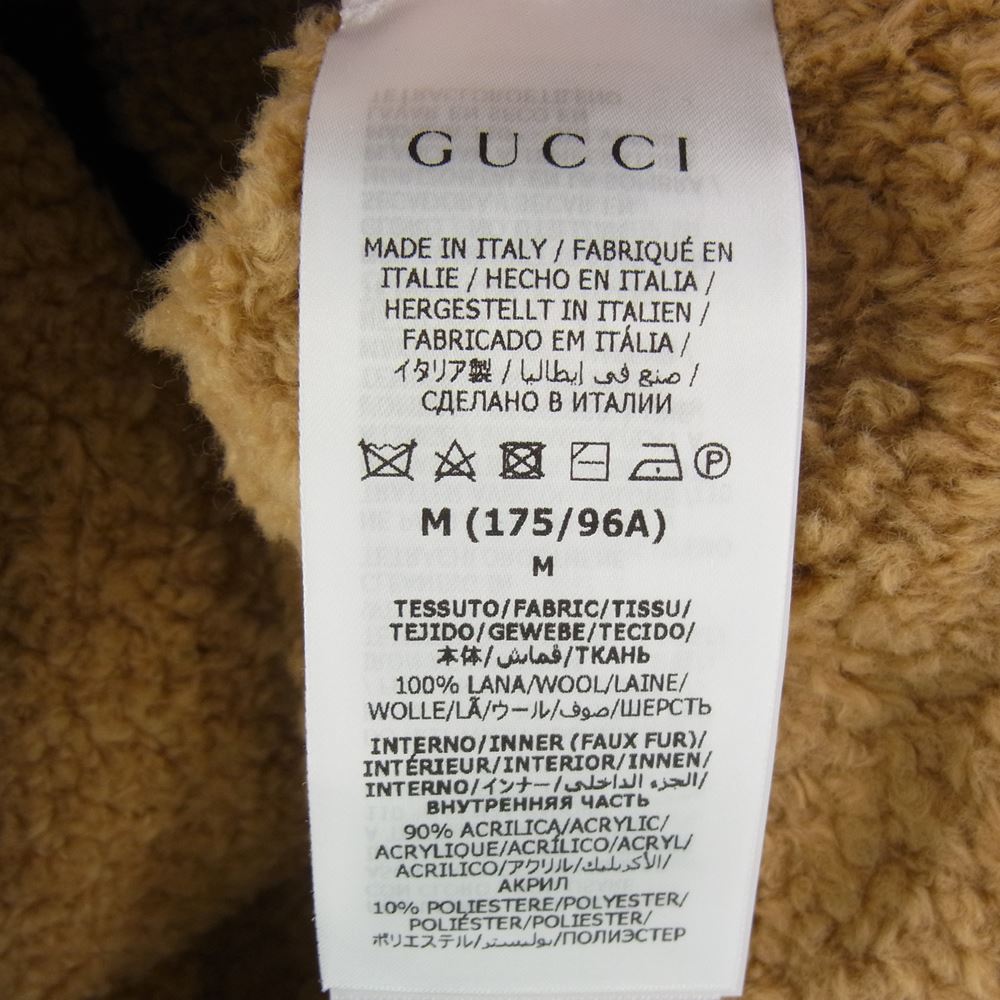 GUCCI
MADE IN ITALY / FABRIQUÉ EN
ITALIE / HECHO EN ITALIA /
HERGESTELLT IN ITALIEN /
FABRICADO EM ITÁLIA /
イタリア製 / صنع في إيطاليا /
СДЕЛАНО В ИТАЛИИ
P
M (175/96A)
M
TESSUTO/FABRIC/TISSU/
TEJIDO/GEWEBE/TECIDO/
本体/قماش/ТКАНЬ
100% LANA/WOOL/LAINE/
WOLLE/LÃ/ウール/صوف/ШЕРСТЬ
INTERNO/INNER (FAUX FUR)/
INTÉRIEUR/INTERIOR/INNEN/
INTERNO/インナー/الجزء الداخلى/
ВНУТРЕННЯЯ ЧАСТЬ
90% ACRILICA/ACRYLIC/
ACRYLIQUE/ACRÍLICO/ACRYL/
ACRILICO/アクリル/الأكريليك/
АКРИЛ
10% POLIESTERE/POLYESTER/
POLIÉSTER/POLIESTER/
ポリエステル/بوليستر/ПОЛИЭСТЕР